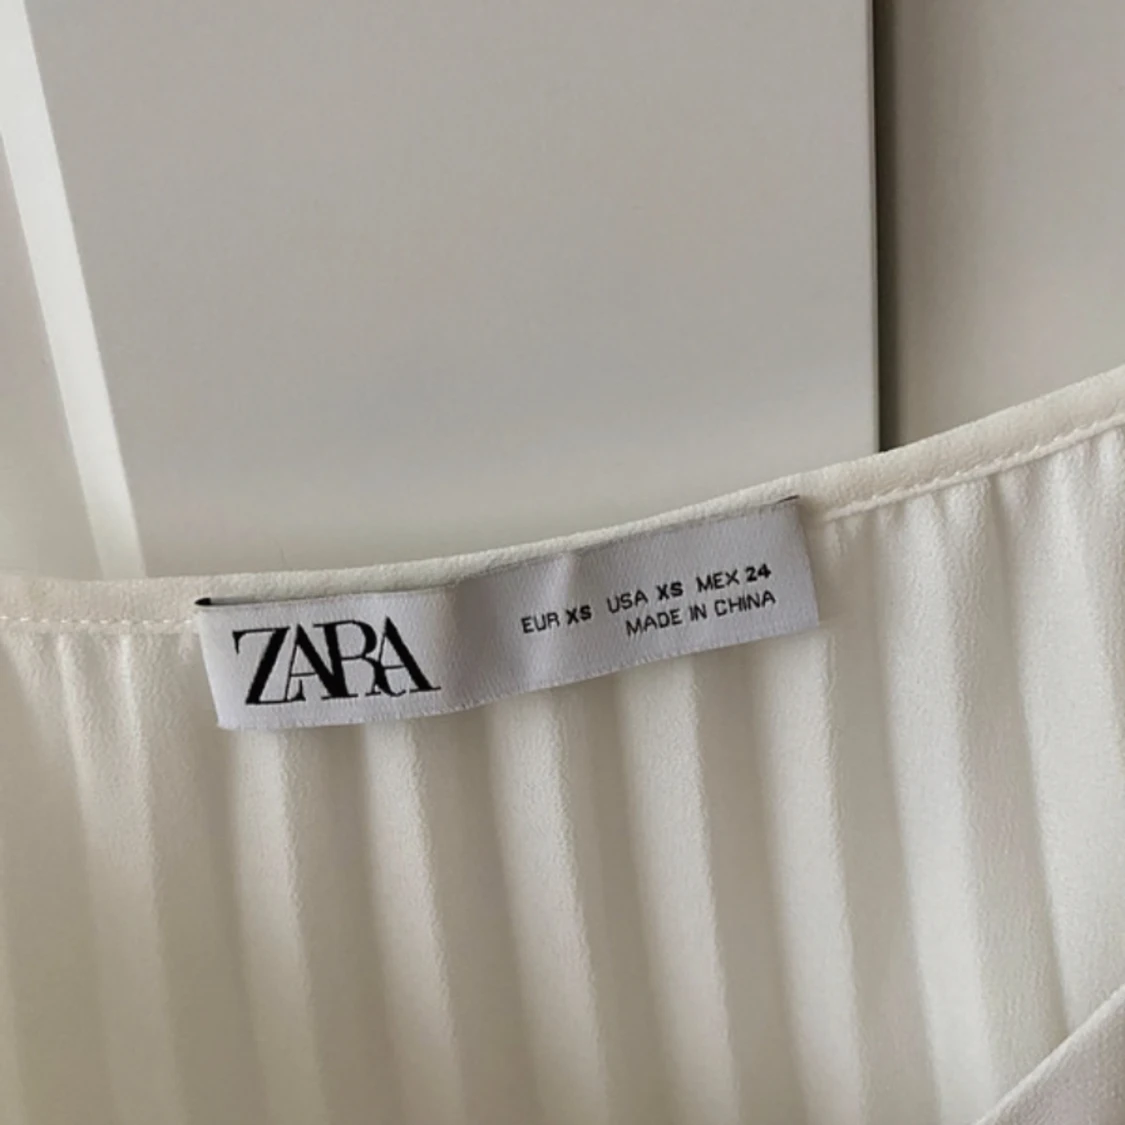 ZARA
EUR XS USA XS MEX 24
MADE IN CHINA